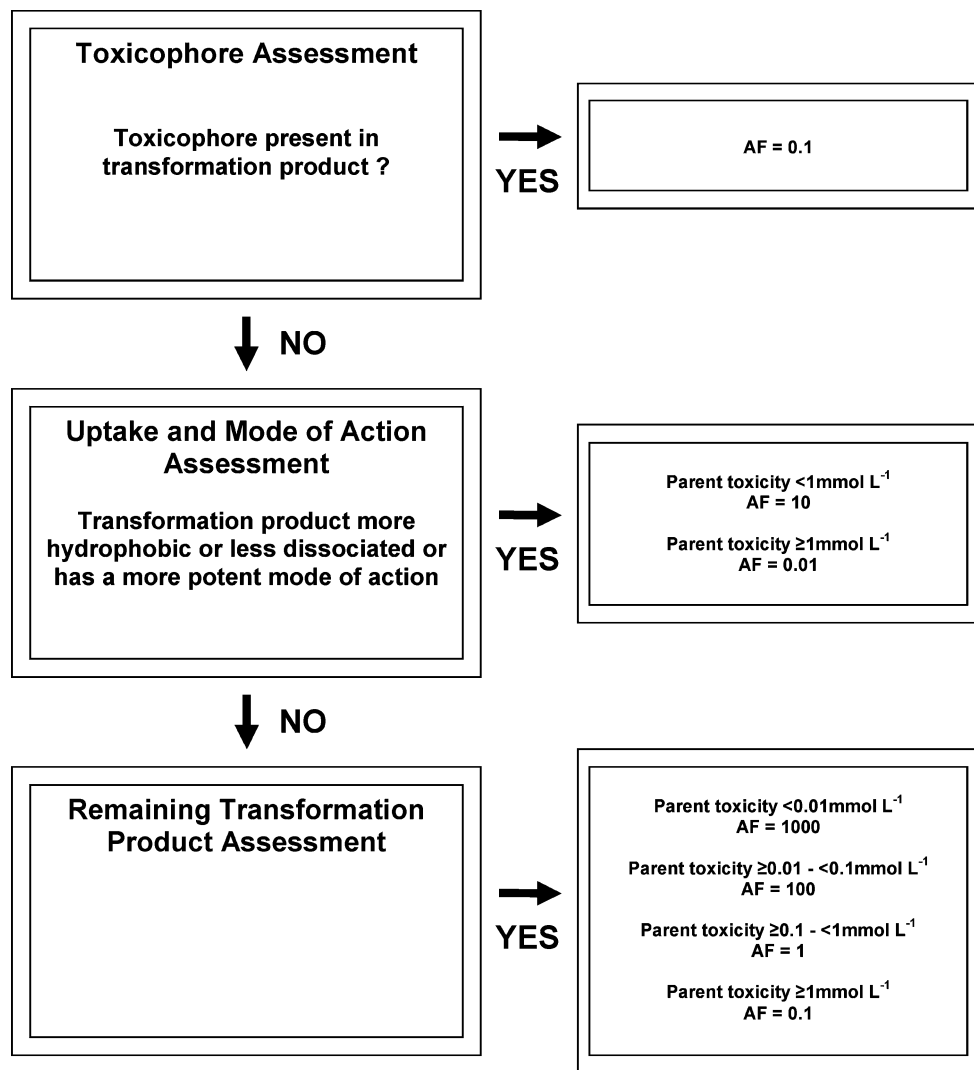 Toxicophore Assessment
Toxicophore present in
transformation product ?
YES
AF = 0.1
NO
Uptake and Mode of Action
Assessment
Transformation product more
hydrophobic or less dissociated or
has a more potent mode of action
YES
Parent toxicity <1mmol L⁻¹
AF = 10
Parent toxicity ≥1mmol L⁻¹
AF = 0.01
NO
Remaining Transformation
Product Assessment
YES
Parent toxicity <0.01mmol L⁻¹
AF = 1000
Parent toxicity ≥0.01 - <0.1mmol L⁻¹
AF = 100
Parent toxicity ≥0.1 - <1mmol L⁻¹
AF = 1
Parent toxicity ≥1mmol L⁻¹
AF = 0.1